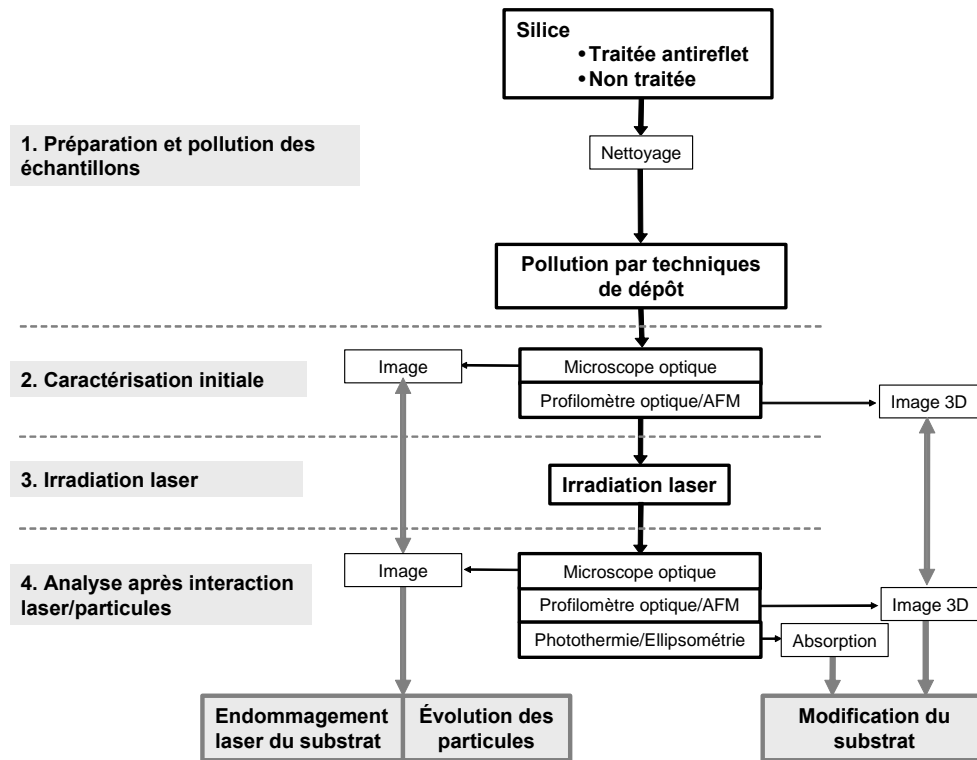 Silice
• Traitée antireflet
• Non traitée
1. Préparation et pollution des
échantillons
Nettoyage
Pollution par techniques
de dépôt
2. Caractérisation initiale
Image
Microscope optique
Profilomètre optique/AFM
Image 3D
3. Irradiation laser
Irradiation laser
4. Analyse après interaction
laser/particules
Image
Microscope optique
Profilomètre optique/AFM
Image 3D
Photothermie/Ellipsométrie
Absorption
Endommagement
laser du substrat
Évolution des
particules
Modification du
substrat